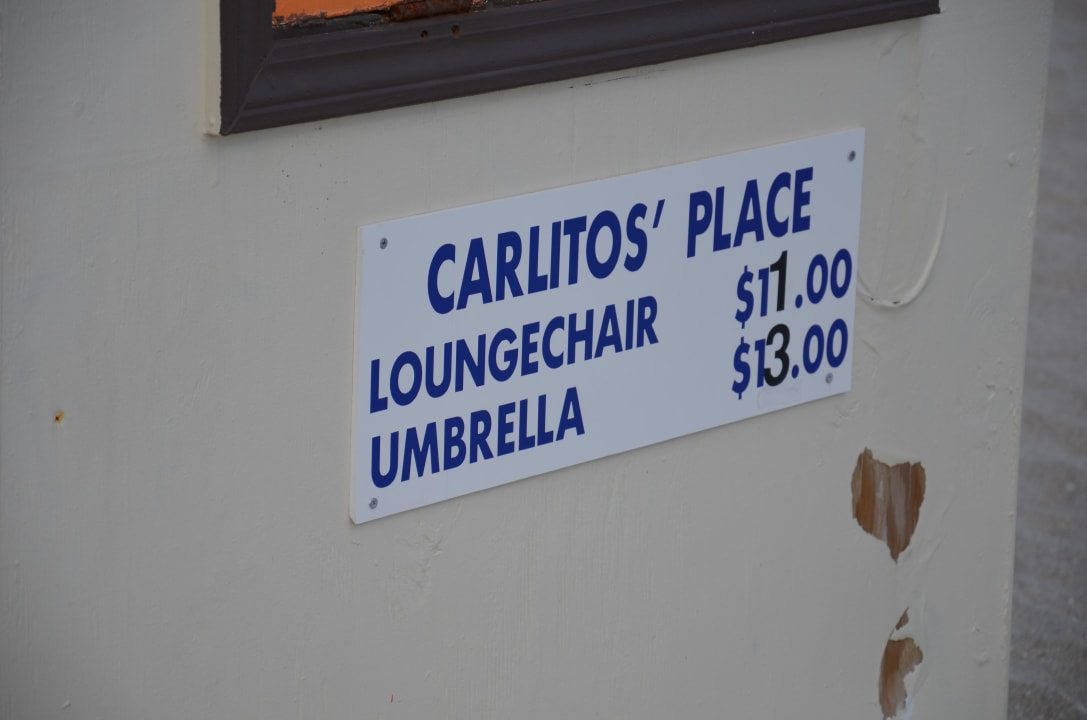 CARLITOS' PLACE
LOUNGECHAIR $11.00
UMBRELLA $13.00